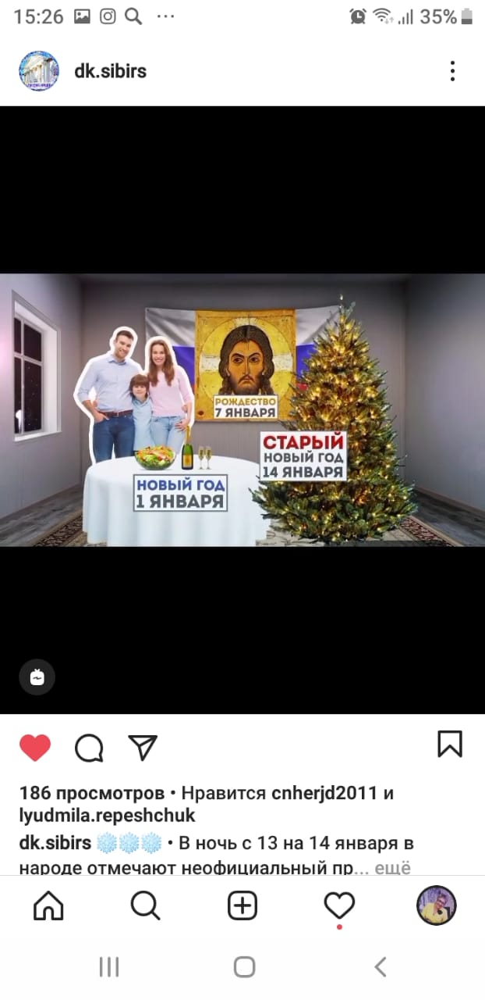 15:26 35%
dk.sibirs
РОЖДЕСТВО
7 ЯНВАРЯ
СТАРЫЙ
НОВЫЙ ГОД
14 ЯНВАРЯ
НОВЫЙ ГОД
1 ЯНВАРЯ
186 просмотров • Нравится cnherjd2011 и
lyudmila.repeshchuk
dk.sibirs ❄️❄️❄️ • В ночь с 13 на 14 января в
народе отмечают неофициальный пр... ещё